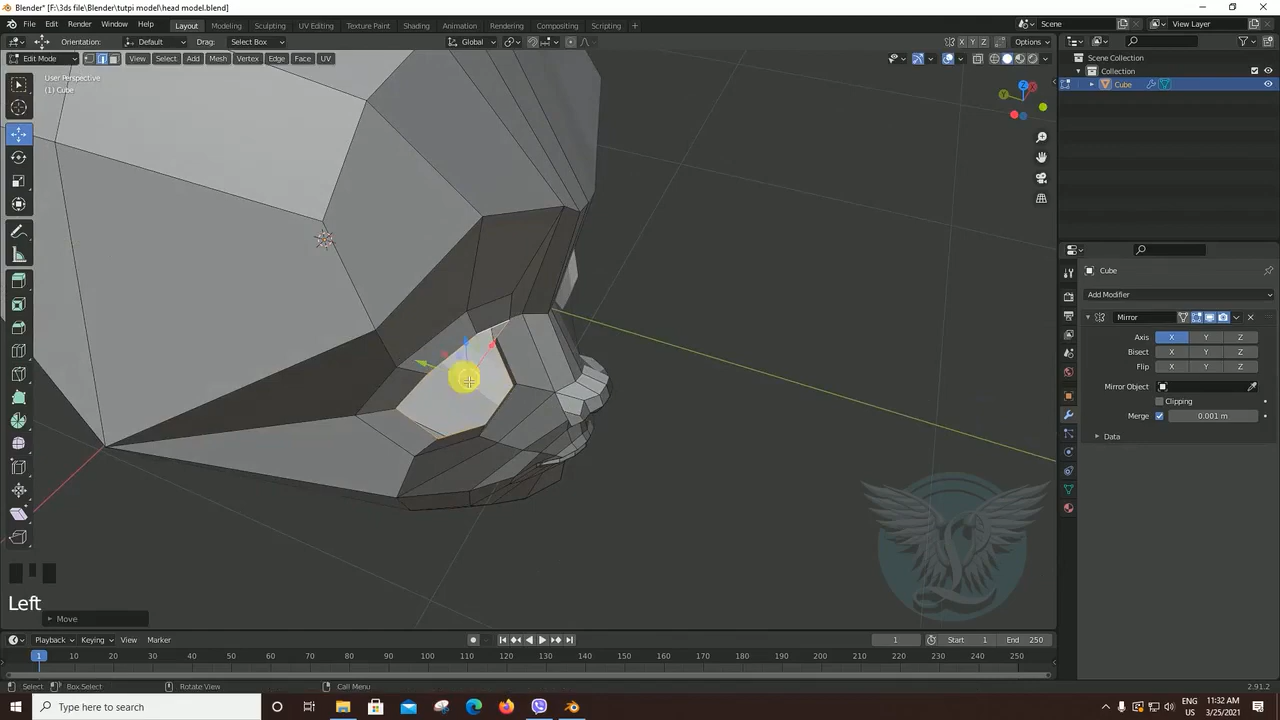 Blender* [F:\3ds file\Blender\tutpi model\head model.blend]
File Edit Render Window Help Layout Modeling Sculpting UV Editing Texture Paint Shading Animation Rendering Compositing Scripting + Scene View Layer
Orientation: Default Drag: Select Box Global X Y Z Options
Edit Mode View Select Add Mesh Vertex Edge Face UV
User Perspective
(1) Cube
Scene Collection
Collection
Cube
Cube
Add Modifier
Mirror
Axis X Y Z
Bisect X Y Z
Flip X Y Z
Mirror Object
Clipping
Merge 0.001 m
Data
X
Y
Z
Left
Move
Playback Keying View Marker 1 Start 1 End 250
1 10 20 30 40 50 60 70 80 90 100 110 120 130 140 150 160 170 180 190 200 210 220 230 240 250
Select Box Select Rotate View Call Menu 2.91.2
Type here to search
ENG 11:32 AM
US 3/25/2021